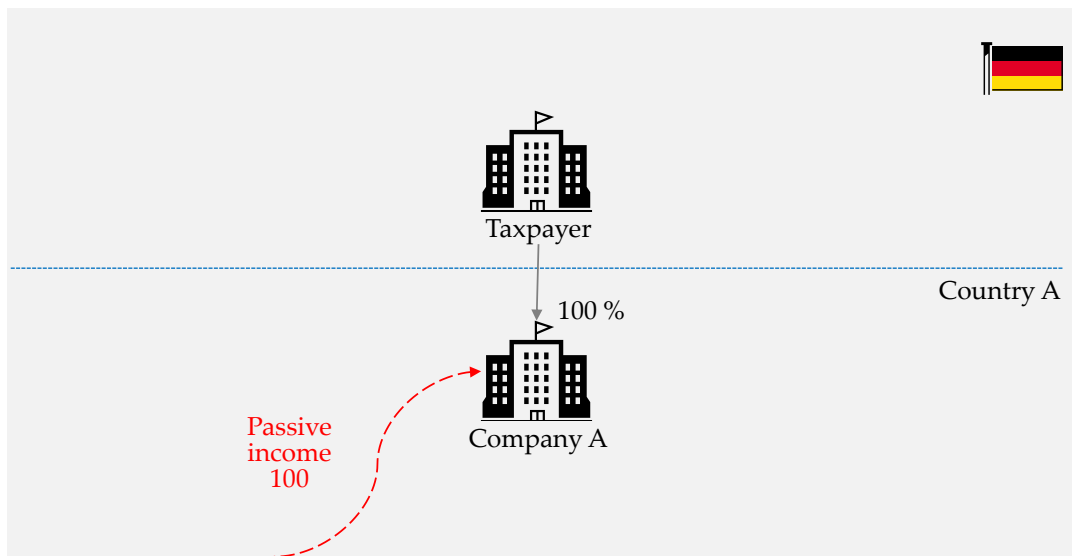 Taxpayer
Country A
100 %
Company A
Passive
income
100